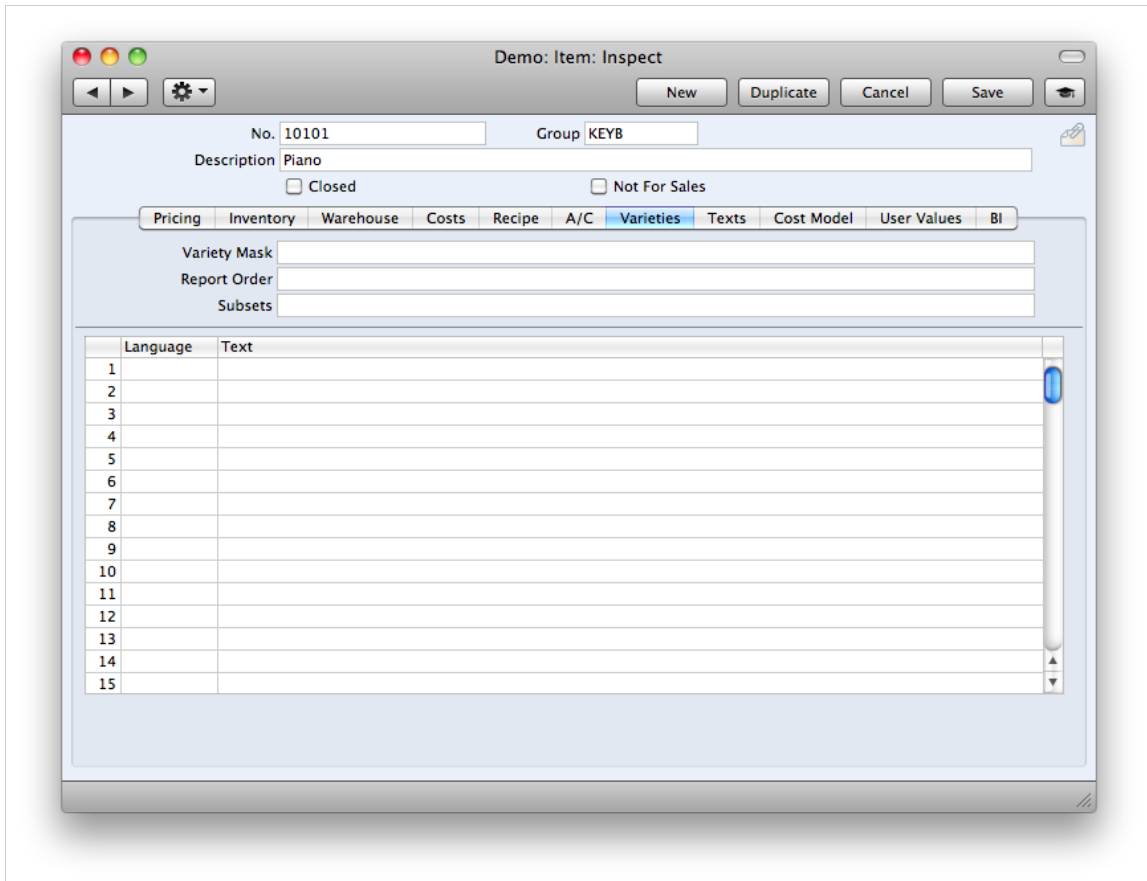 Demo: Item: Inspect
New Duplicate Cancel Save
No. 10101 Group KEYB
Description Piano
Closed Not For Sales
Pricing Inventory Warehouse Costs Recipe A/C Varieties Texts Cost Model User Values BI
Variety Mask
Report Order
Subsets
Language Text
1
2
3
4
5
6
7
8
9
10
11
12
13
14
15